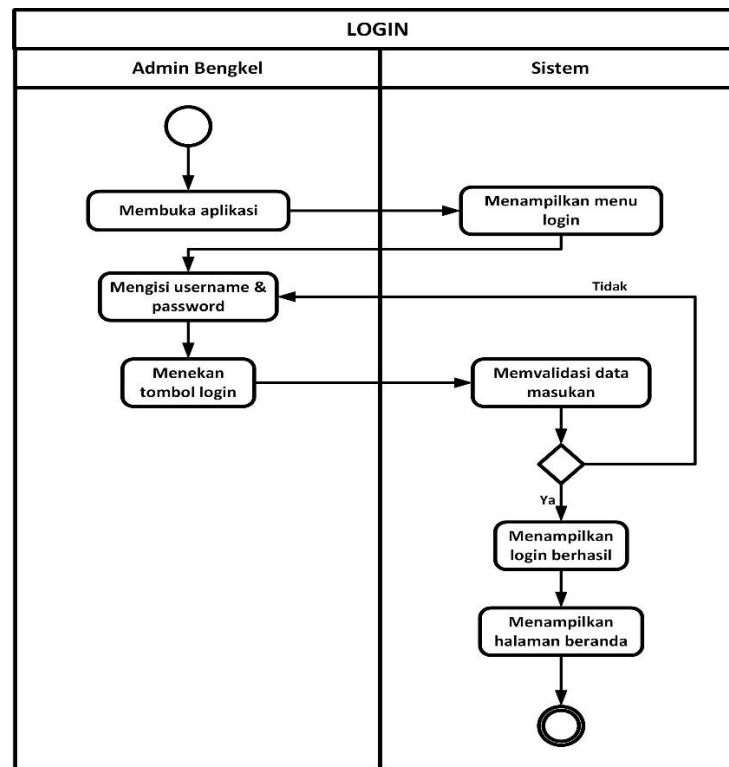 LOGIN
Admin Bengkel
Sistem
Membuka aplikasi
Menampilkan menu
login
Mengisi username &
password
Tidak
Menekan
tombol login
Memvalidasi data
masukan
Ya
Menampilkan
login berhasil
Menampilkan
halaman beranda